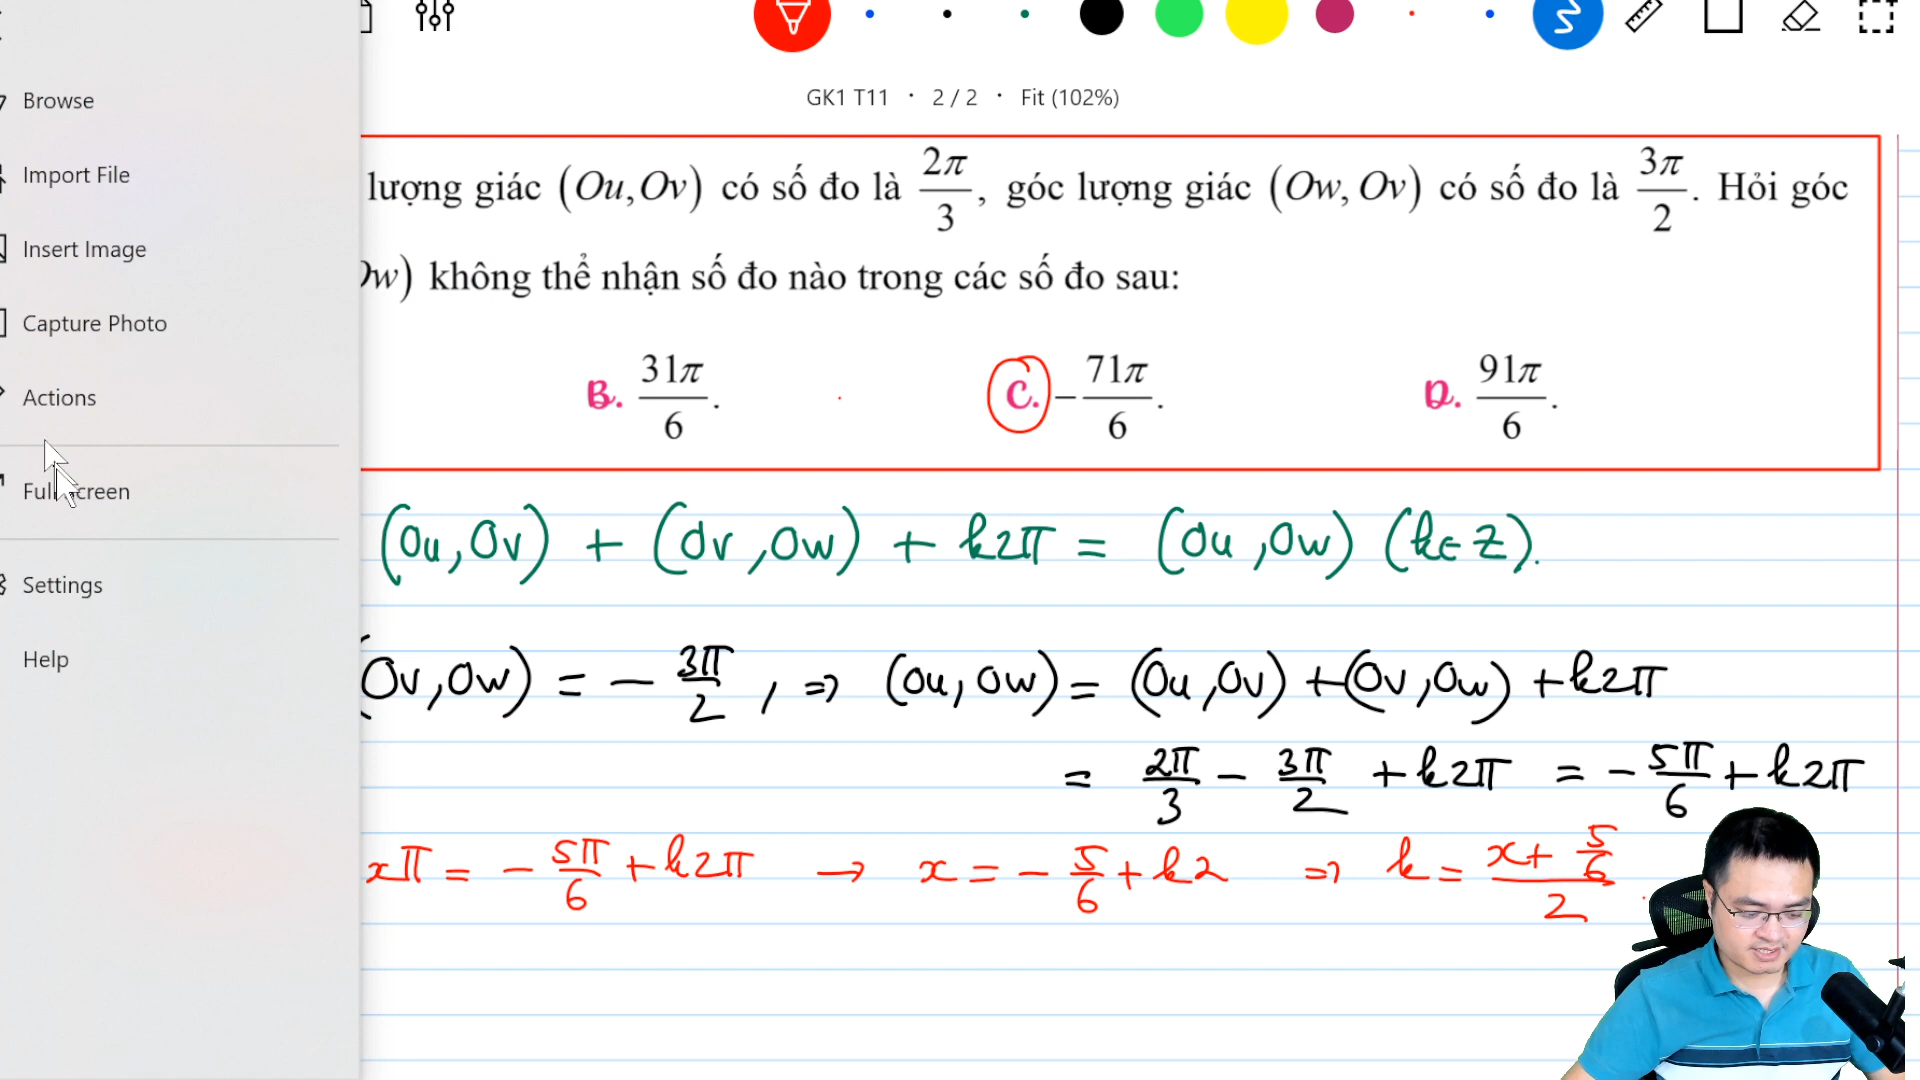 GK1 T11 · 2 / 2 · Fit (102%)
Browse
Import File
Insert Image
Capture Photo
Actions
Full Screen
Settings
Help
lượng giác (Ou,Ov) có số đo là 2π/3, góc lượng giác (Ow, Ov) có số đo là 3π/2. Hỏi góc
Ow) không thể nhận số đo nào trong các số đo sau:
B. 31π/6. C. −71π/6. D. 91π/6.
(Ou,Ov) + (Ov,Ow) + k2π = (Ou,Ow) (k∈Z).
(Ov,Ow) = − 3π/2, ⇒ (Ou,Ow) = (Ou,Ov) + (Ov,Ow) + k2π
= 2π/3 − 3π/2 + k2π = − 5π/6 + k2π
xπ = − 5π/6 + k2π → x = − 5/6 + k2 ⇒ k = (x + 5/6)/2